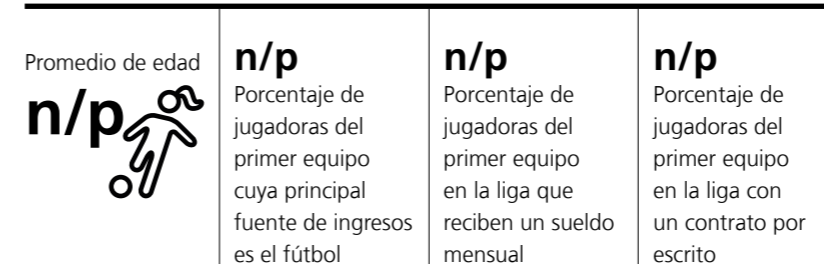 Promedio de edad
n/p
n/p
Porcentaje de
jugadoras del
primer equipo
cuya principal
fuente de ingresos
es el fútbol
n/p
Porcentaje de
jugadoras del
primer equipo
en la liga que
reciben un sueldo
mensual
n/p
Porcentaje de
jugadoras del
primer equipo
en la liga con
un contrato por
escrito